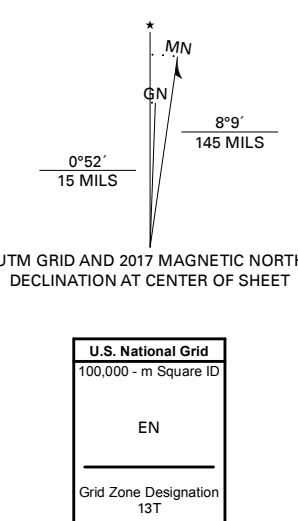 ★
MN
GN
8°9´
145 MILS
0°52´
15 MILS
UTM GRID AND 2017 MAGNETIC NORTH
DECLINATION AT CENTER OF SHEET
U.S. National Grid
100,000 - m Square ID
EN
Grid Zone Designation
13T